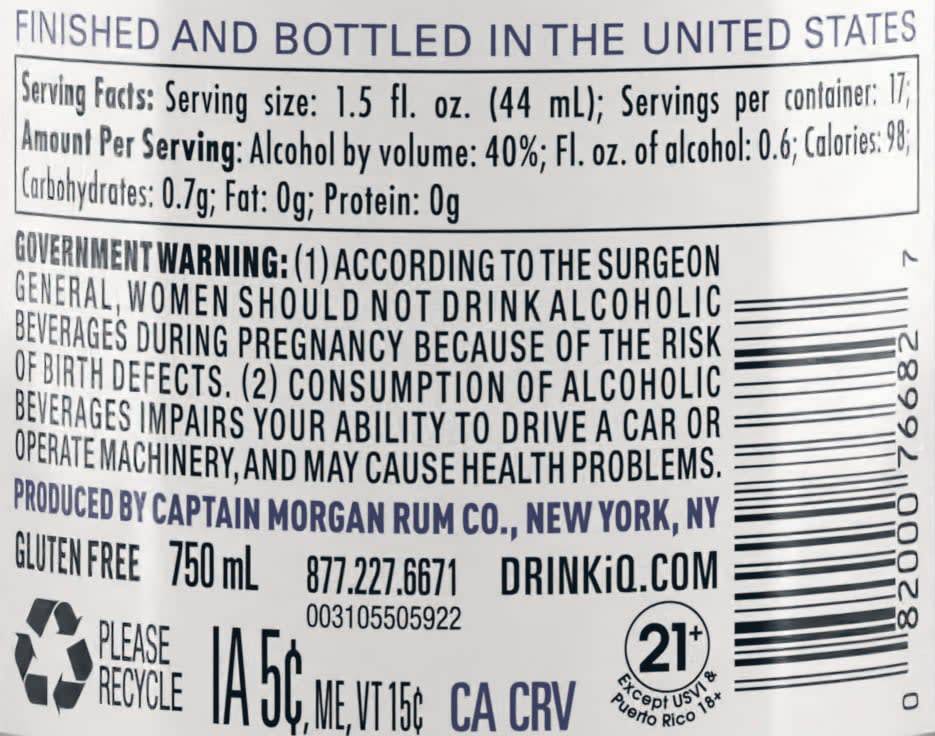 FINISHED AND BOTTLED IN THE UNITED STATES
Serving Facts: Serving size: 1.5 fl. oz. (44 mL); Servings per container: 17;
Amount Per Serving: Alcohol by volume: 40%; Fl. oz. of alcohol: 0.6; Calories: 98;
Carbohydrates: 0.7g; Fat: 0g; Protein: 0g
GOVERNMENT WARNING: (1) ACCORDING TO THE SURGEON
GENERAL, WOMEN SHOULD NOT DRINK ALCOHOLIC
BEVERAGES DURING PREGNANCY BECAUSE OF THE RISK
OF BIRTH DEFECTS. (2) CONSUMPTION OF ALCOHOLIC
BEVERAGES IMPAIRS YOUR ABILITY TO DRIVE A CAR OR
OPERATE MACHINERY, AND MAY CAUSE HEALTH PROBLEMS.
PRODUCED BY CAPTAIN MORGAN RUM CO., NEW YORK, NY
GLUTEN FREE 750 mL 877.227.6671 DRINKiQ.COM
003105505922
PLEASE
RECYCLE
IA 5¢, ME, VT 15¢ CA CRV
21+
Except USVI &
Puerto Rico 18+
0 82000 76682 7